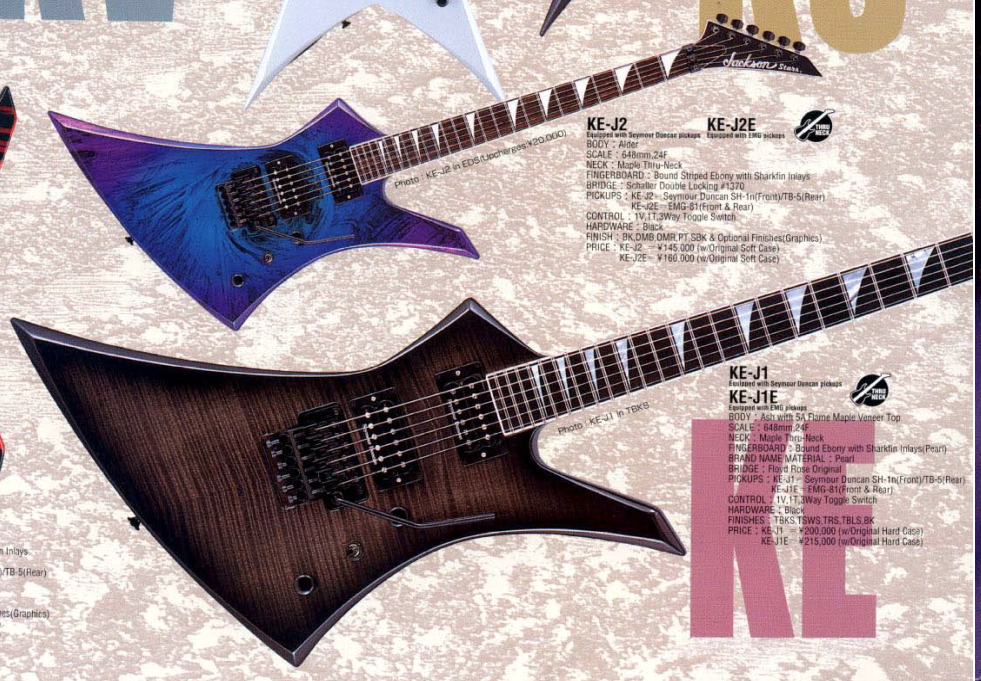 Jackson Stars
Photo : KE-J2 in EDS(Upcharges:¥20,000)
KE-J2 KE-J2E
Equipped with Seymour Duncan pickups Equipped with EMG pickups
THRU
NECK
BODY : Alder
SCALE : 648mm,24F
NECK : Maple Thru-Neck
FINGERBOARD : Bound Striped Ebony with Sharkfin Inlays
BRIDGE : Schaller Double Locking #1370
PICKUPS : KE-J2= Seymour Duncan SH-1n(Front)/TB-5(Rear)
KE-J2E=EMG-81(Front & Rear)
CONTROL : 1V,1T,3Way Toggle Switch
HARDWARE : Black
FINISH : BK,DMB,DMR,PT,SBK & Optional Finishes(Graphics)
PRICE : KE-J2 =¥145,000 (w/Original Soft Case)
KE-J2E= ¥160,000 (w/Original Soft Case)
Photo : KE-J1 in TBKS
KE-J1
Equipped with Seymour Duncan pickups
KE-J1E
Equipped with EMG pickups
THRU
NECK
BODY : Ash with 5A Flame Maple Veneer Top
SCALE : 648mm,24F
NECK : Maple Thru-Neck
FINGERBOARD : Bound Ebony with Sharkfin Inlays(Pearl)
BRAND NAME MATERIAL : Pearl
BRIDGE : Floyd Rose Original
PICKUPS : KE-J1= Seymour Duncan SH-1n(Front)/TB-5(Rear)
KE-J1E=EMG-81(Front & Rear)
CONTROL : 1V,1T,3Way Toggle Switch
HARDWARE : Black
FINISHES : TBKS,TSWS,TRS,TBLS,BK
PRICE : KE-J1 =¥200,000 (w/Original Hard Case)
KE-J1E =¥215,000 (w/Original Hard Case)
KE
n Inlays
/TB-5(Rear)
hes(Graphics)